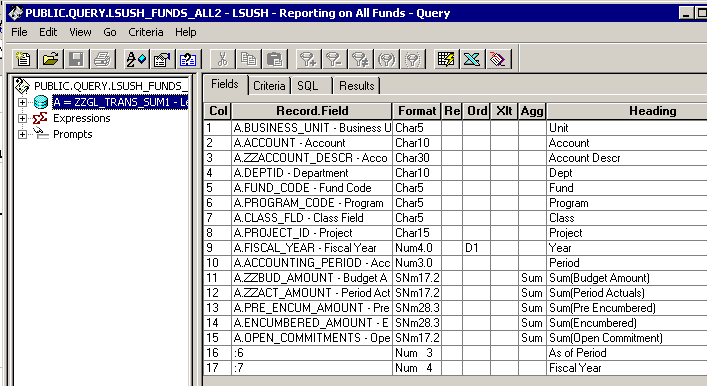 PUBLIC.QUERY.LSUSH_FUNDS_ALL2 - LSUSH - Reporting on All Funds - Query
File Edit View Go Criteria Help
PUBLIC.QUERY.LSUSH_FUNDS_
A = ZZGL_TRANS_SUM1 - Le
Expressions
Prompts
Fields Criteria SQL Results
Col Record.Field Format Re Ord Xlt Agg Heading
1 A.BUSINESS_UNIT - Business U Char5 Unit
2 A.ACCOUNT - Account Char10 Account
3 A.ZZACCOUNT_DESCR - Acco Char30 Account Descr
4 A.DEPTID - Department Char10 Dept
5 A.FUND_CODE - Fund Code Char5 Fund
6 A.PROGRAM_CODE - Program Char5 Program
7 A.CLASS_FLD - Class Field Char5 Class
8 A.PROJECT_ID - Project Char15 Project
9 A.FISCAL_YEAR - Fiscal Year Num4.0 D1 Year
10 A.ACCOUNTING_PERIOD - Acc Num3.0 Period
11 A.ZZBUD_AMOUNT - Budget A SNm17.2 Sum Sum(Budget Amount)
12 A.ZZACT_AMOUNT - Period Act SNm17.2 Sum Sum(Period Actuals)
13 A.PRE_ENCUM_AMOUNT - Pre SNm28.3 Sum Sum(Pre Encumbered)
14 A.ENCUMBERED_AMOUNT - E SNm28.3 Sum Sum(Encumbered)
15 A.OPEN_COMMITMENTS - Ope SNm17.2 Sum Sum(Open Commitment)
16 :6 Num 3 As of Period
17 :7 Num 4 Fiscal Year